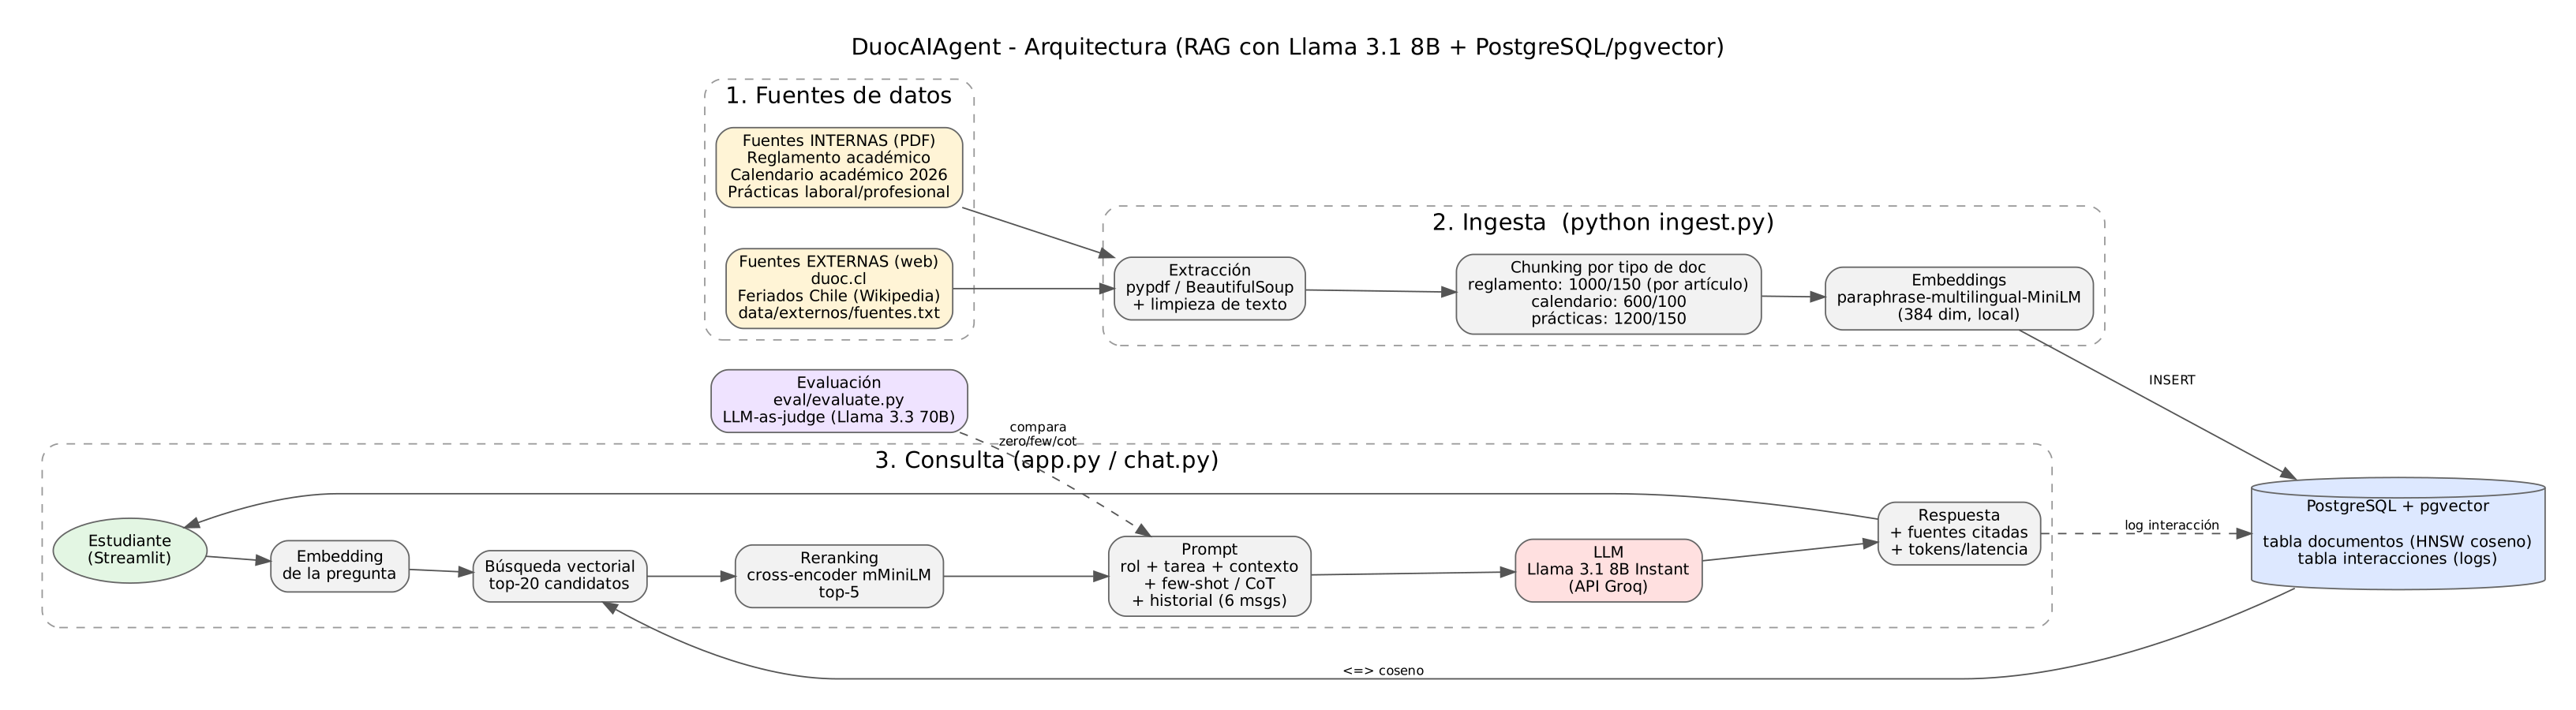 DuocAIAgent - Arquitectura (RAG con Llama 3.1 8B + PostgreSQL/pgvector)
1. Fuentes de datos
Fuentes INTERNAS (PDF)
Reglamento académico
Calendario académico 2026
Prácticas laboral/profesional
Fuentes EXTERNAS (web)
duoc.cl
Feriados Chile (Wikipedia)
data/externos/fuentes.txt
2. Ingesta  (python ingest.py)
Extracción
pypdf / BeautifulSoup
+ limpieza de texto
Chunking por tipo de doc
reglamento: 1000/150 (por artículo)
calendario: 600/100
prácticas: 1200/150
Embeddings
paraphrase-multilingual-MiniLM
(384 dim, local)
INSERT
Evaluación
eval/evaluate.py
LLM-as-judge (Llama 3.3 70B)
compara
zero/few/cot
3. Consulta (app.py / chat.py)
Estudiante
(Streamlit)
Embedding
de la pregunta
Búsqueda vectorial
top-20 candidatos
Reranking
cross-encoder mMiniLM
top-5
Prompt
rol + tarea + contexto
+ few-shot / CoT
+ historial (6 msgs)
LLM
Llama 3.1 8B Instant
(API Groq)
Respuesta
+ fuentes citadas
+ tokens/latencia
log interacción
PostgreSQL + pgvector
tabla documentos (HNSW coseno)
tabla interacciones (logs)
<=> coseno